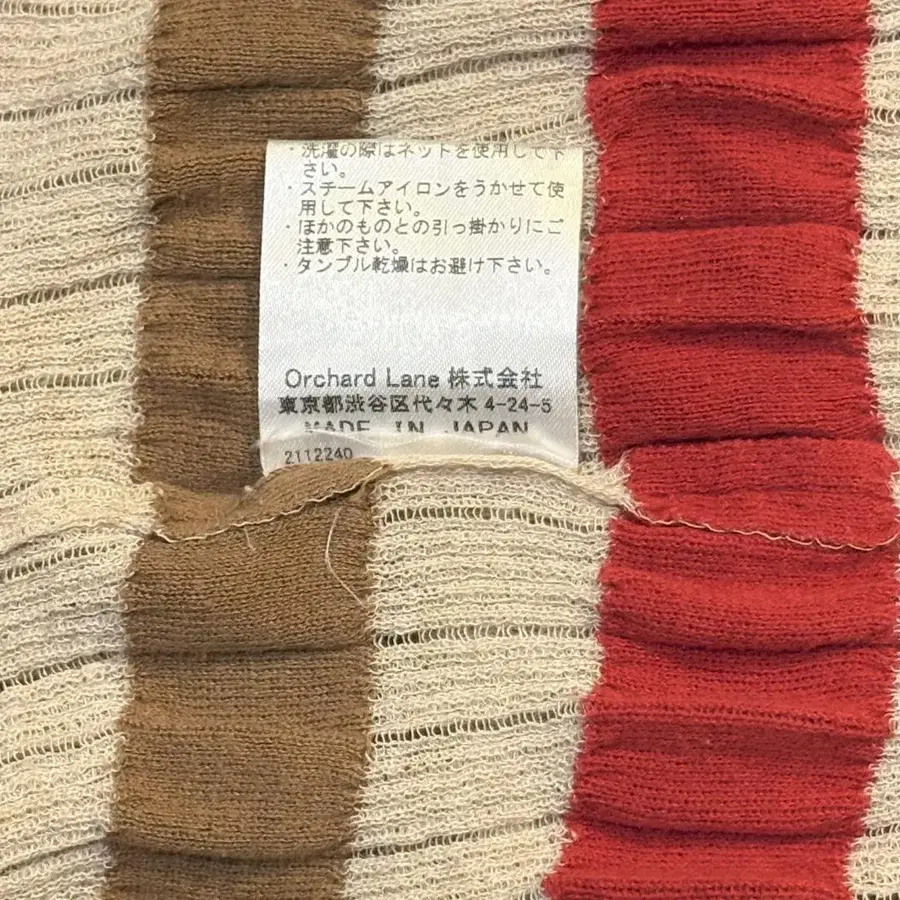 ・洗濯の際はネットを使用して下
さい。
・スチームアイロンをうかせて使
用して下さい。
・ほかのものとの引っ掛かりにご
注意下さい。
・タンブル乾燥はお避け下さい。
Orchard Lane 株式会社
東京都渋谷区代々木 4-24-5
MADE IN JAPAN
2112240